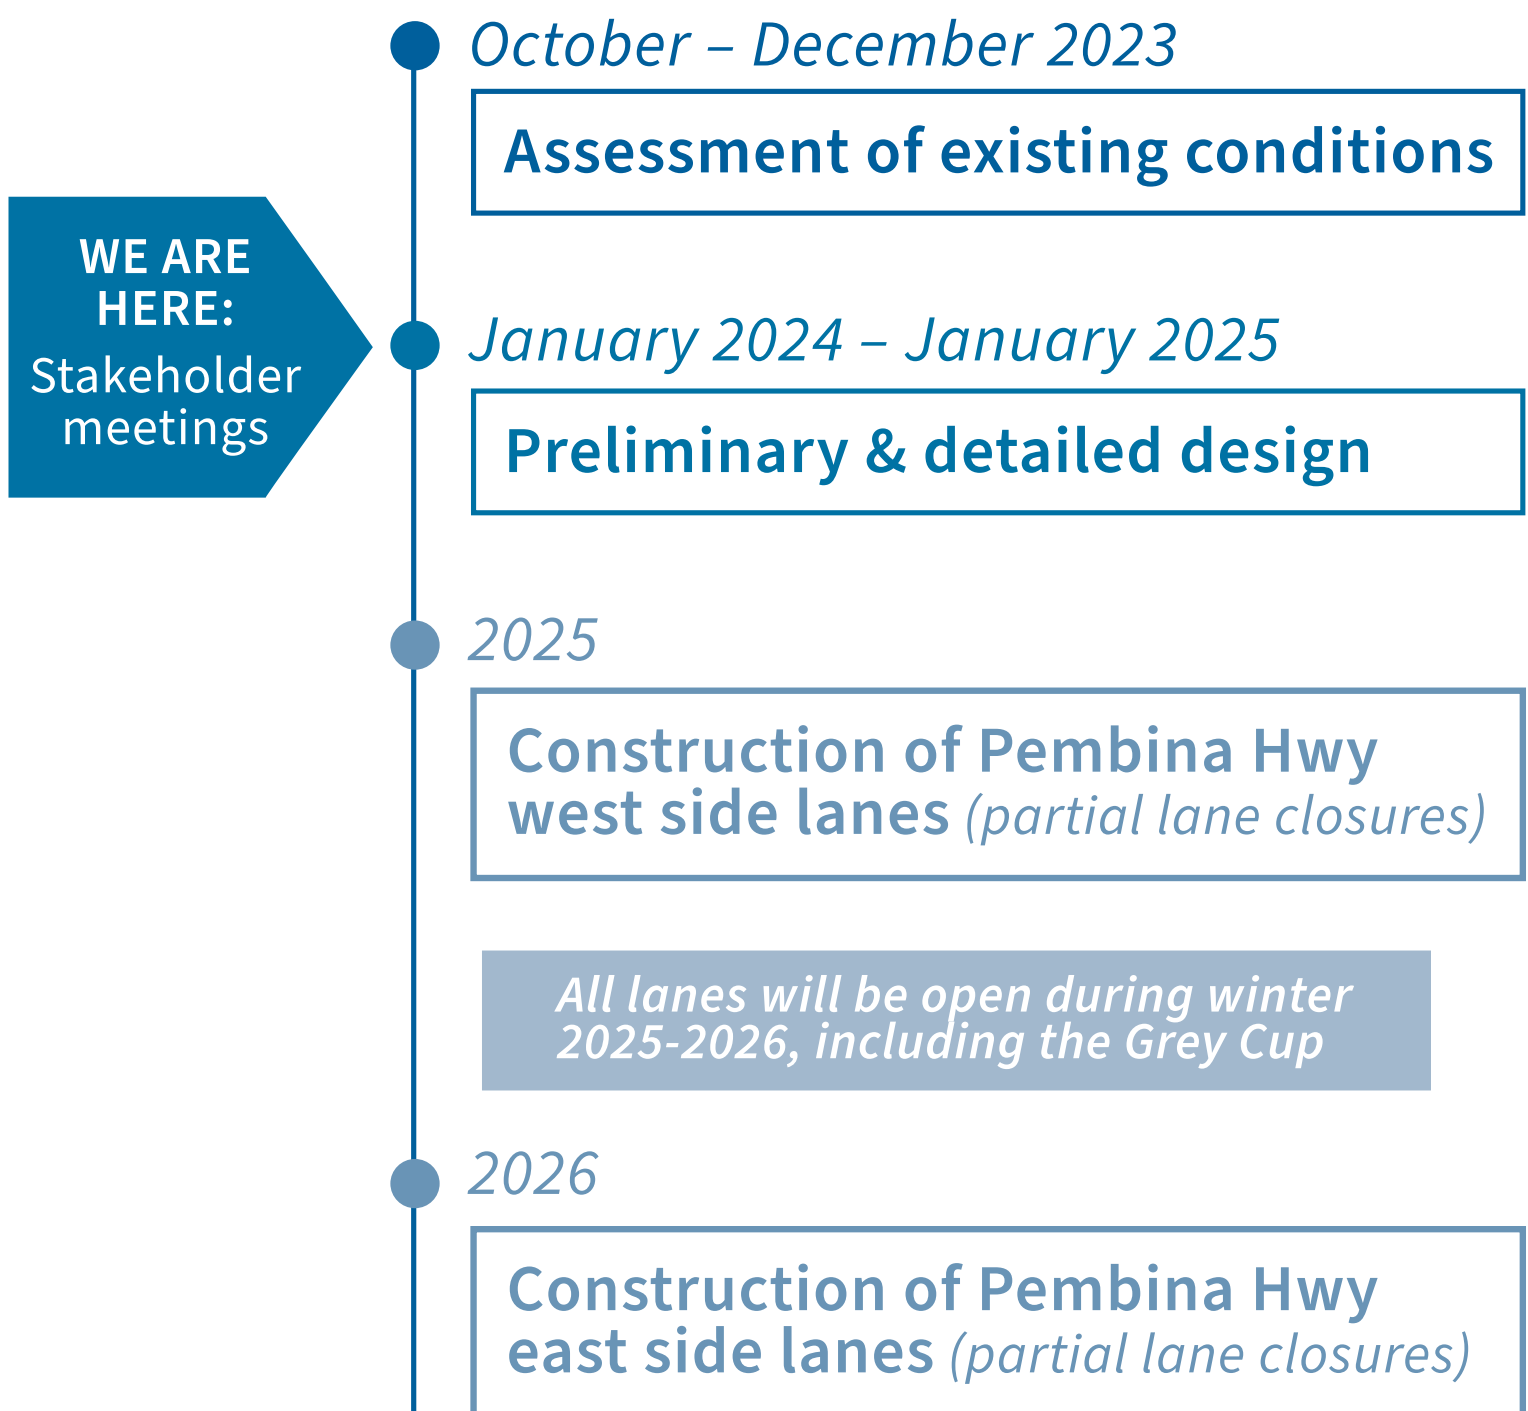 October – December 2023
Assessment of existing conditions
WE ARE
HERE:
Stakeholder
meetings
January 2024 – January 2025
Preliminary & detailed design
2025
Construction of Pembina Hwy
west side lanes (partial lane closures)
All lanes will be open during winter
2025-2026, including the Grey Cup
2026
Construction of Pembina Hwy
east side lanes (partial lane closures)